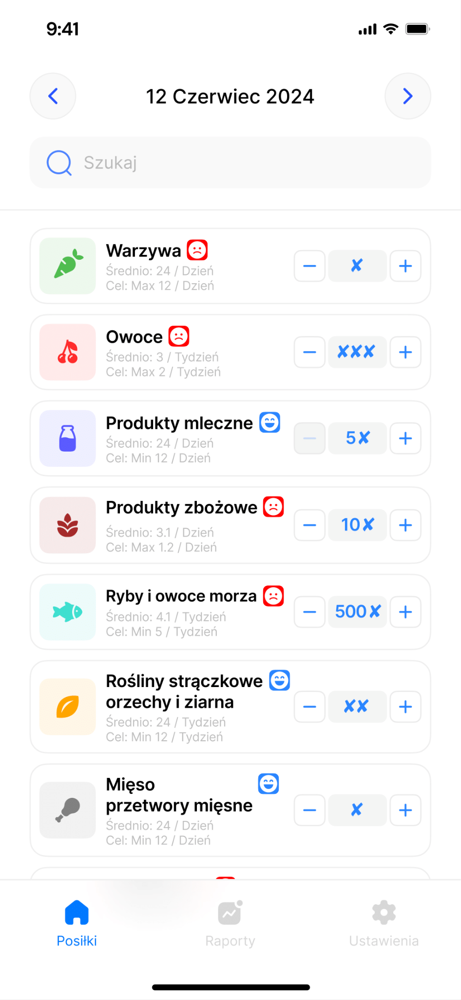 9:41
12 Czerwiec 2024
Szukaj
Warzywa
Średnio: 24 / Dzień
Cel: Max 12 / Dzień
✘
Owoce
Średnio: 3 / Tydzień
Cel: Max 2 / Tydzień
✘✘✘
Produkty mleczne
Średnio: 24 / Dzień
Cel: Min 12 / Dzień
5✘
Produkty zbożowe
Średnio: 3.1 / Dzień
Cel: Max 1.2 / Dzień
10✘
Ryby i owoce morza
Średnio: 4.1 / Tydzień
Cel: Min 5 / Tydzień
500✘
Rośliny strączkowe
orzechy i ziarna
Średnio: 24 / Tydzień
Cel: Min 12 / Tydzień
✘✘
Mięso
przetwory mięsne
Średnio: 24 / Dzień
Cel: Min 12 / Dzień
✘
Posiłki
Raporty
Ustawienia